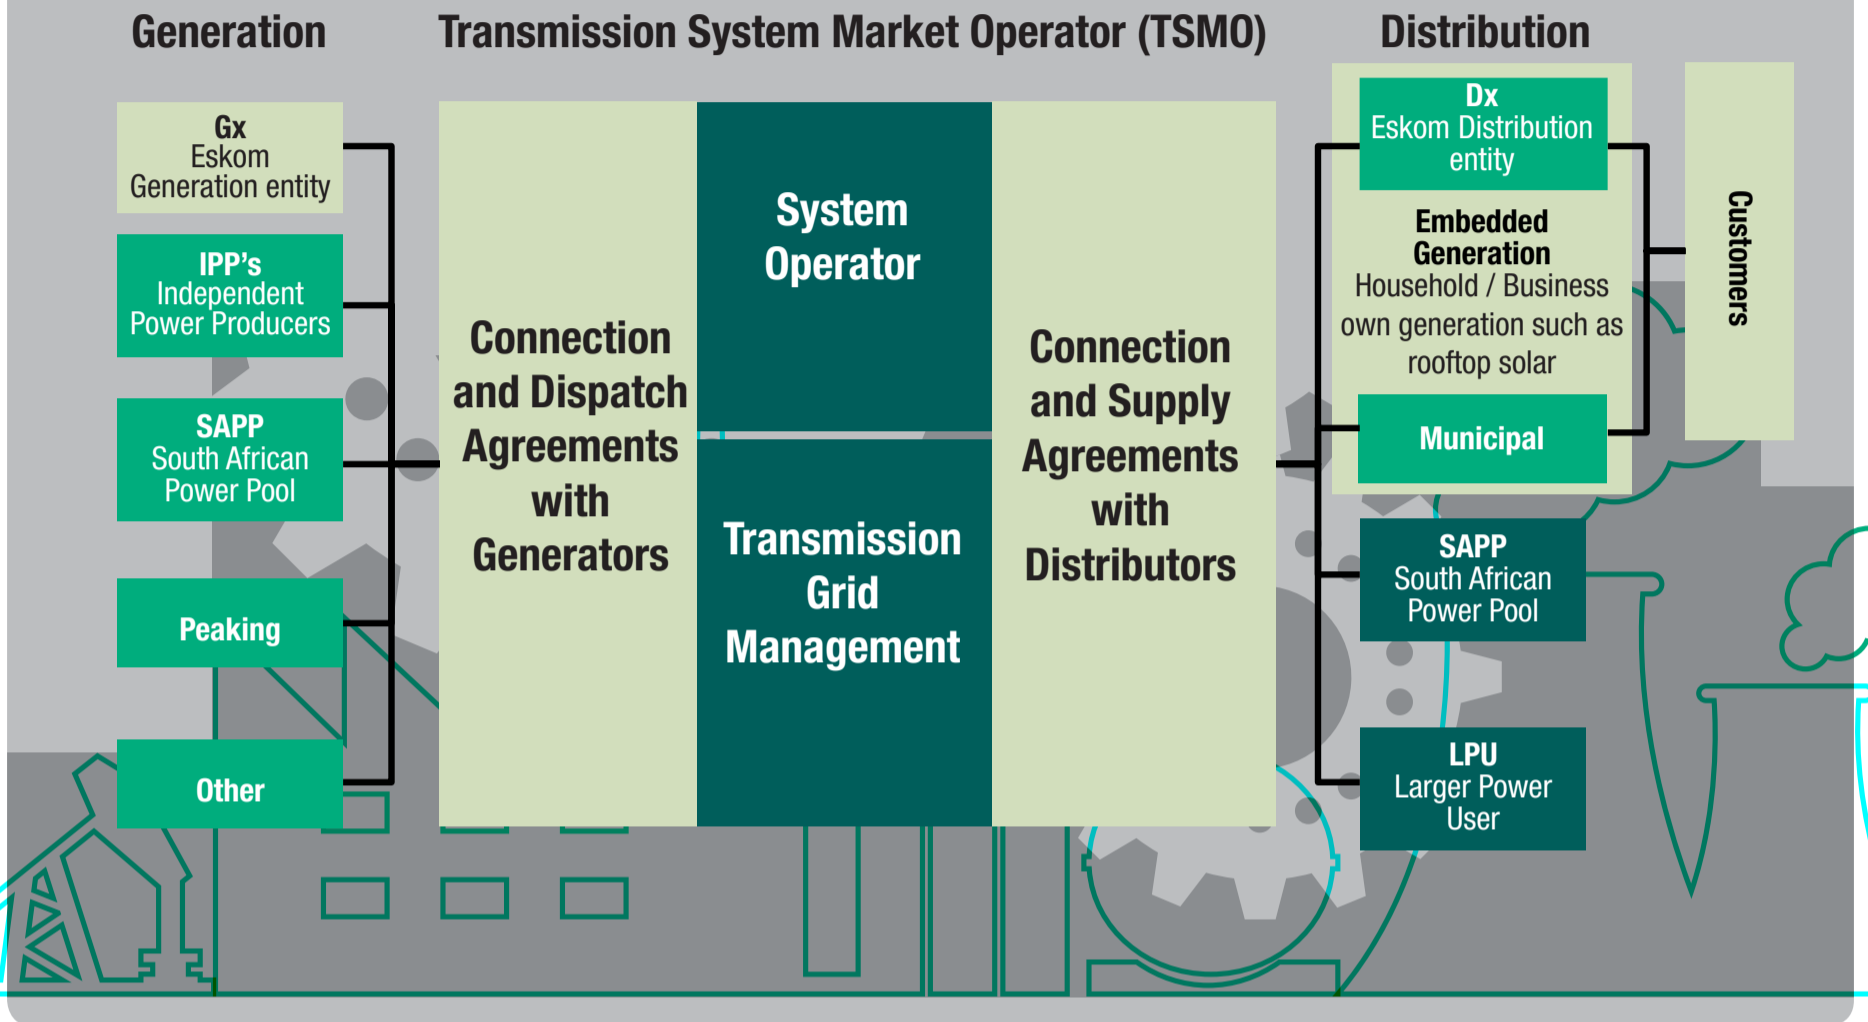 Generation
Transmission System Market Operator (TSMO)
Distribution
Gx
Eskom
Generation entity
IPP's
Independent
Power Producers
SAPP
South African
Power Pool
Peaking
Other
Connection
and Dispatch
Agreements
with
Generators
System
Operator
Transmission
Grid
Management
Connection
and Supply
Agreements
with
Distributors
Dx
Eskom Distribution
entity
Embedded
Generation
Household / Business
own generation such as
rooftop solar
Municipal
SAPP
South African
Power Pool
LPU
Larger Power
User
Customers